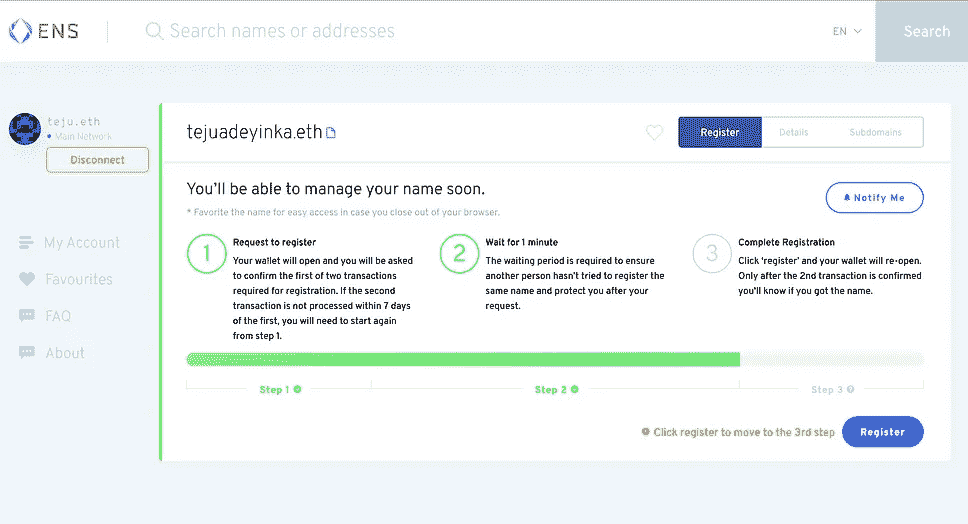 ENS
Search names or addresses
EN
Search
teju.eth
Main Network
Disconnect
My Account
Favourites
FAQ
About
tejuadeyinka.eth
Register
Details
Subdomains
You'll be able to manage your name soon.
* Favorite the name for easy access in case you close out of your browser.
Notify Me
1
Request to register
Your wallet will open and you will be
asked to confirm the first of two transactions
required for registration. If the second
transaction is not processed within 7 days
of the first, you will need to start again
from step 1.
2
Wait for 1 minute
The waiting period is required to ensure
another person hasn't tried to register the
same name and protect you after your
request.
3
Complete Registration
Click 'register' and your wallet will re-open.
Only after the 2nd transaction is confirmed
you'll know if you got the name.
Step 1
Step 2
Step 3
Click register to move to the 3rd step
Register